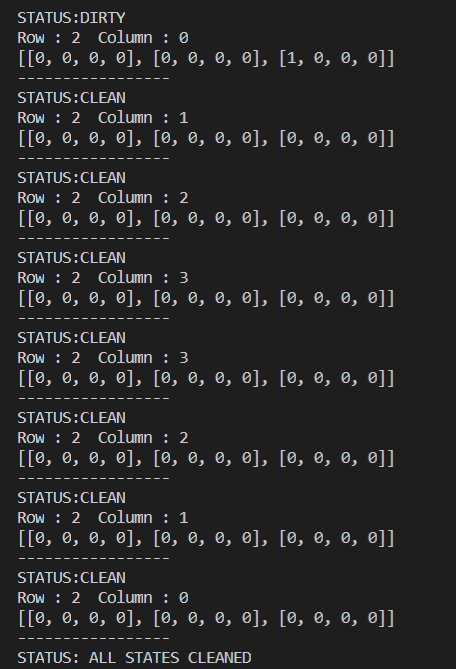 STATUS:DIRTY
Row : 2  Column : 0
[[0, 0, 0, 0], [0, 0, 0, 0], [1, 0, 0, 0]]
-----------------
STATUS:CLEAN
Row : 2  Column : 1
[[0, 0, 0, 0], [0, 0, 0, 0], [0, 0, 0, 0]]
-----------------
STATUS:CLEAN
Row : 2  Column : 2
[[0, 0, 0, 0], [0, 0, 0, 0], [0, 0, 0, 0]]
-----------------
STATUS:CLEAN
Row : 2  Column : 3
[[0, 0, 0, 0], [0, 0, 0, 0], [0, 0, 0, 0]]
-----------------
STATUS:CLEAN
Row : 2  Column : 3
[[0, 0, 0, 0], [0, 0, 0, 0], [0, 0, 0, 0]]
-----------------
STATUS:CLEAN
Row : 2  Column : 2
[[0, 0, 0, 0], [0, 0, 0, 0], [0, 0, 0, 0]]
-----------------
STATUS:CLEAN
Row : 2  Column : 1
[[0, 0, 0, 0], [0, 0, 0, 0], [0, 0, 0, 0]]
-----------------
STATUS:CLEAN
Row : 2  Column : 0
[[0, 0, 0, 0], [0, 0, 0, 0], [0, 0, 0, 0]]
-----------------
STATUS: ALL STATES CLEANED